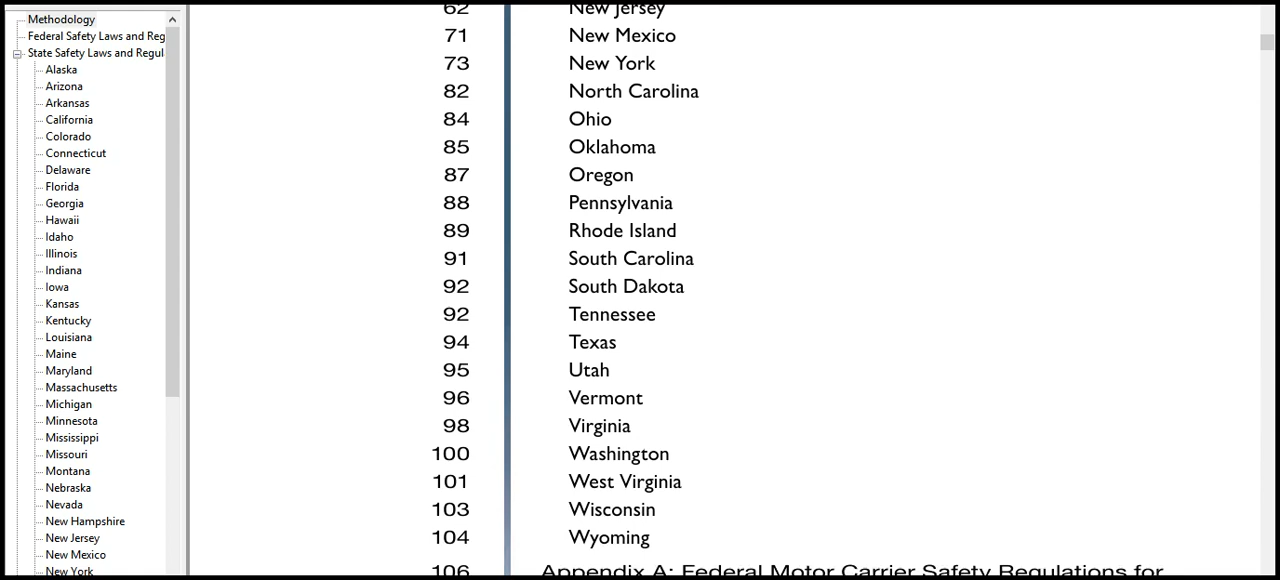 Methodology
Federal Safety Laws and Reg
State Safety Laws and Regul
Alaska
Arizona
Arkansas
California
Colorado
Connecticut
Delaware
Florida
Georgia
Hawaii
Idaho
Illinois
Indiana
Iowa
Kansas
Kentucky
Louisiana
Maine
Maryland
Massachusetts
Michigan
Minnesota
Mississippi
Missouri
Montana
Nebraska
Nevada
New Hampshire
New Jersey
New Mexico
New York
62 New Jersey
71 New Mexico
73 New York
82 North Carolina
84 Ohio
85 Oklahoma
87 Oregon
88 Pennsylvania
89 Rhode Island
91 South Carolina
92 South Dakota
92 Tennessee
94 Texas
95 Utah
96 Vermont
98 Virginia
100 Washington
101 West Virginia
103 Wisconsin
104 Wyoming
106 Appendix A: Federal Motor Carrier Safety Regulations for